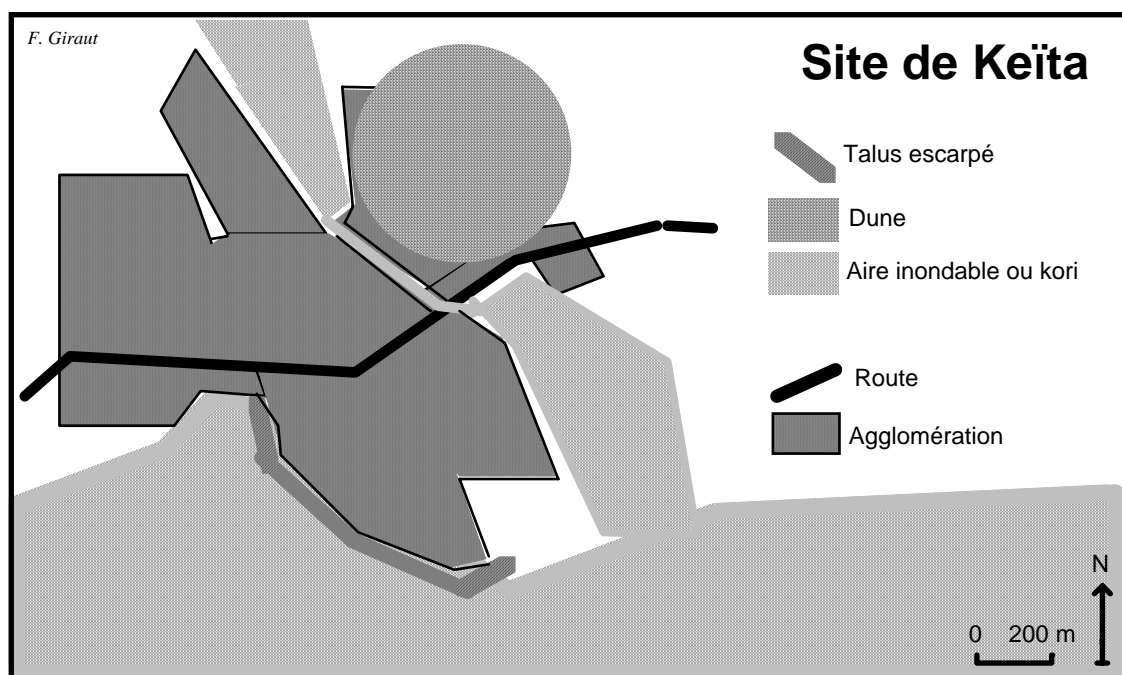 F. Giraut
Site de Keïta
Talus escarpé
Dune
Aire inondable ou kori
Route
Agglomération
N
0 200 m